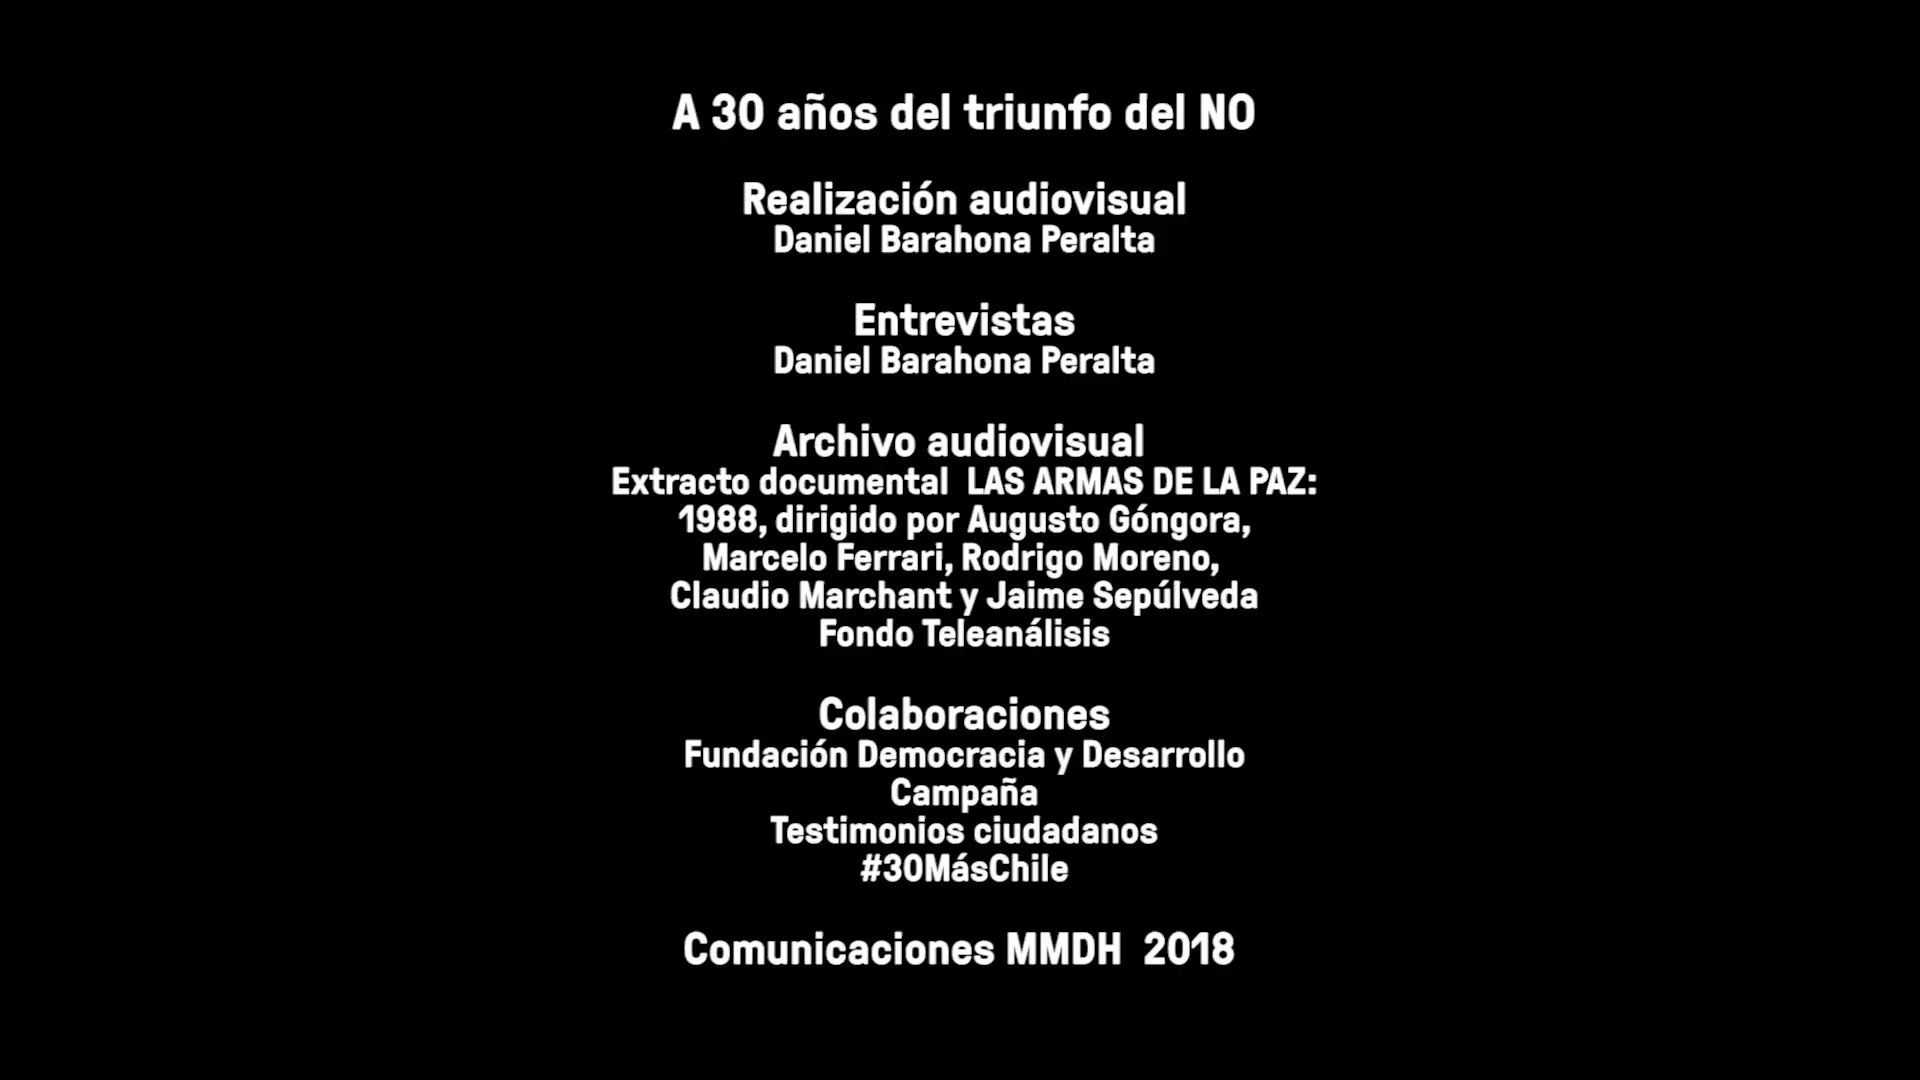 A 30 años del triunfo del NO
Realización audiovisual
Daniel Barahona Peralta
Entrevistas
Daniel Barahona Peralta
Archivo audiovisual
Extracto documental  LAS ARMAS DE LA PAZ:
1988, dirigido por Augusto Góngora,
Marcelo Ferrari, Rodrigo Moreno,
Claudio Marchant y Jaime Sepúlveda
Fondo Teleanálisis
Colaboraciones
Fundación Democracia y Desarrollo
Campaña
Testimonios ciudadanos
#30MásChile
Comunicaciones MMDH  2018